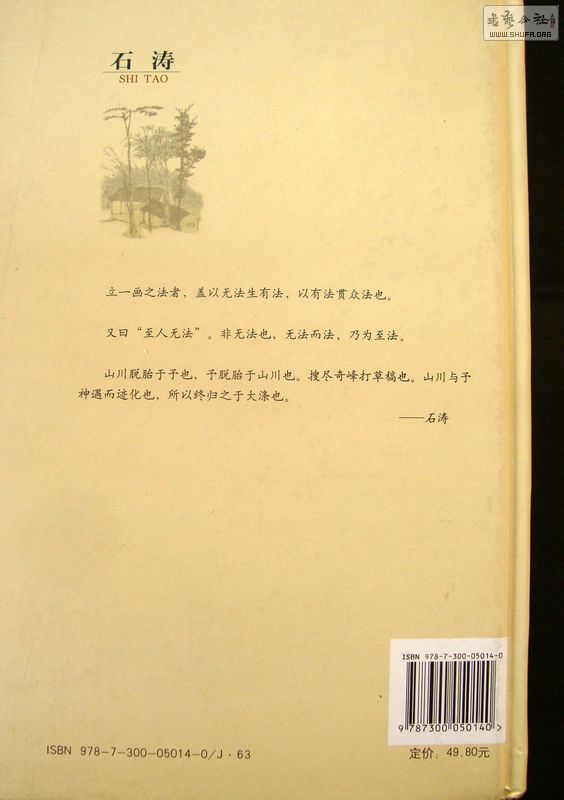 WWW.SHUFA.ORG
石涛
SHI TAO
立一画之法者，盖以无法生有法，以有法贯众法也。
又曰“至人无法”。非无法也，无法而法，乃为至法。
山川脱胎于予也，予脱胎于山川也。搜尽奇峰打草稿也。山川与予
神遇而迹化也，所以终归之于大涤也。
——石涛
ISBN 978-7-300-05014-0
9 787300 050140 >
ISBN 978-7-300-05014-0/J·63
定价：49.80元